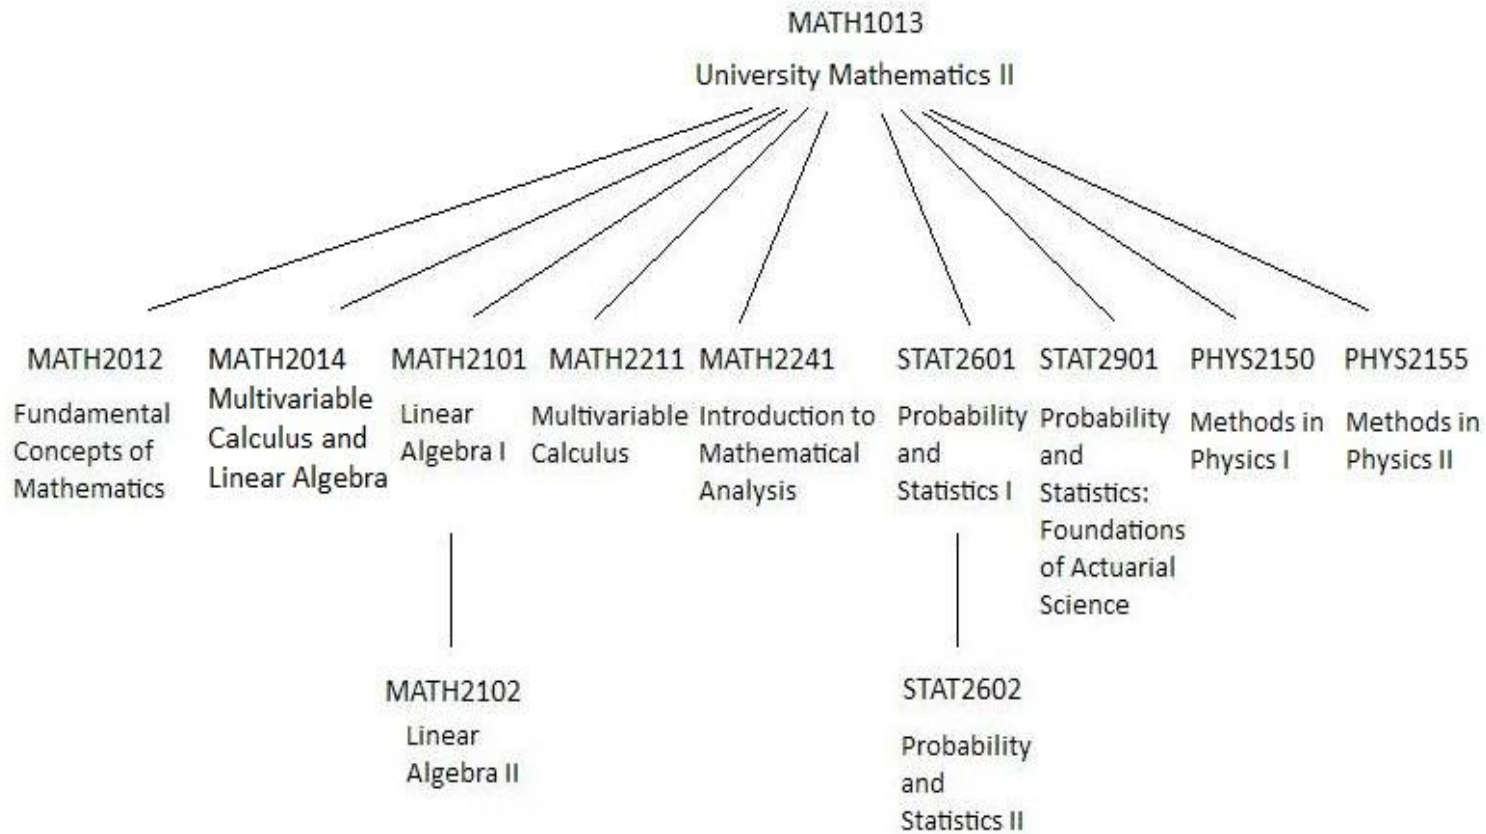 MATH1013
University Mathematics II
MATH2012
Fundamental
Concepts of
Mathematics
MATH2014
Multivariable
Calculus and
Linear Algebra
MATH2101
Linear
Algebra I
MATH2211
Multivariable
Calculus
MATH2241
Introduction to
Mathematical
Analysis
STAT2601
Probability
and
Statistics I
STAT2901
Probability
and
Statistics:
Foundations
of Actuarial
Science
PHYS2150
Methods in
Physics I
PHYS2155
Methods in
Physics II
MATH2102
Linear
Algebra II
STAT2602
Probability
and
Statistics II